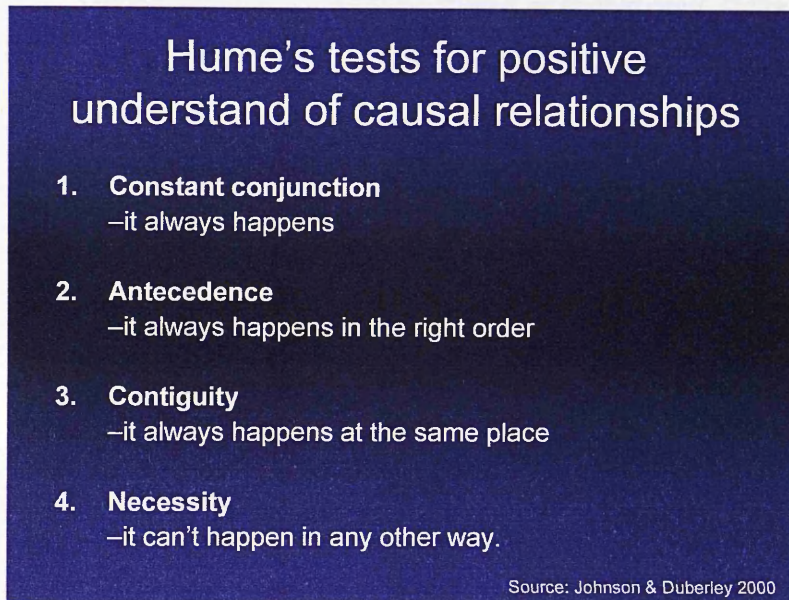 Hume's tests for positive
understand of causal relationships
1. Constant conjunction
–it always happens
2. Antecedence
–it always happens in the right order
3. Contiguity
–it always happens at the same place
4. Necessity
–it can't happen in any other way.
Source: Johnson & Duberley 2000